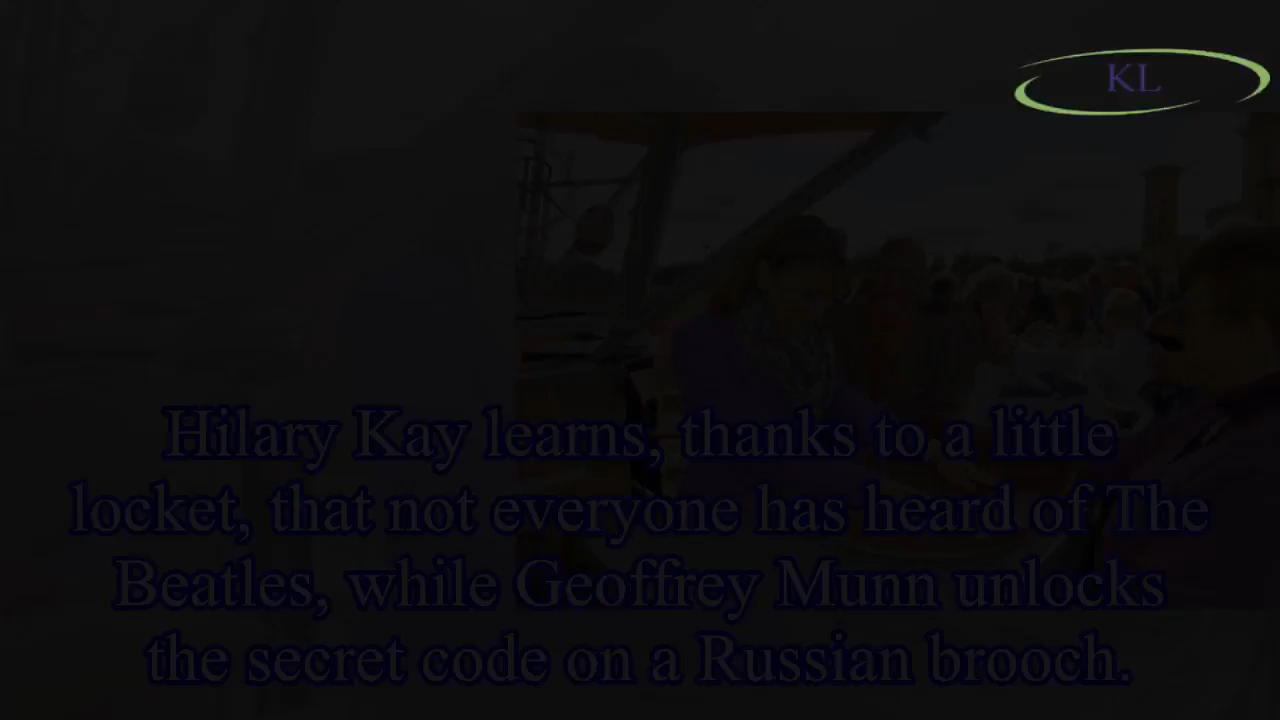 KL
Hilary Kay learns, thanks to a little
locket, that not everyone has heard of The
Beatles, while Geoffrey Munn unlocks
the secret code on a Russian brooch.